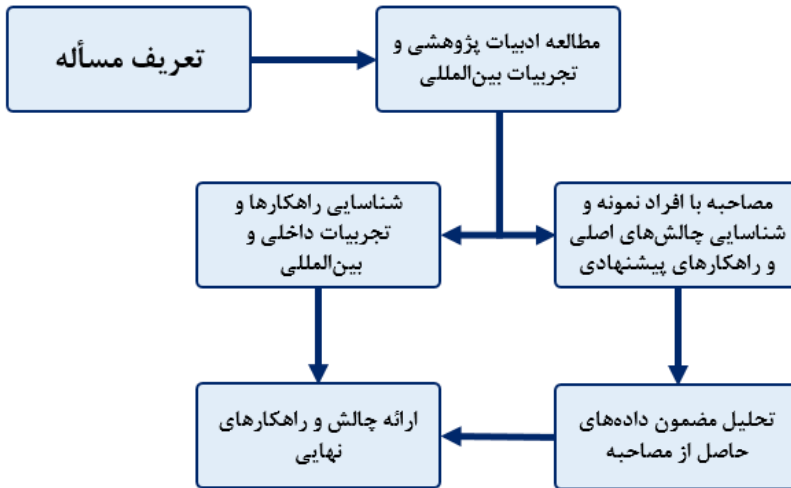 تعریف مسأله
مطالعه ادبیات پژوهشی و
تجربیات بین‌المللی
مصاحبه با افراد نمونه و
شناسایی چالش‌های اصلی
و راهکارهای پیشنهادی
شناسایی راهکارها و
تجربیات داخلی و
بین‌المللی
تحلیل مضمون داده‌های
حاصل از مصاحبه
ارائه چالش و راهکارهای
نهایی